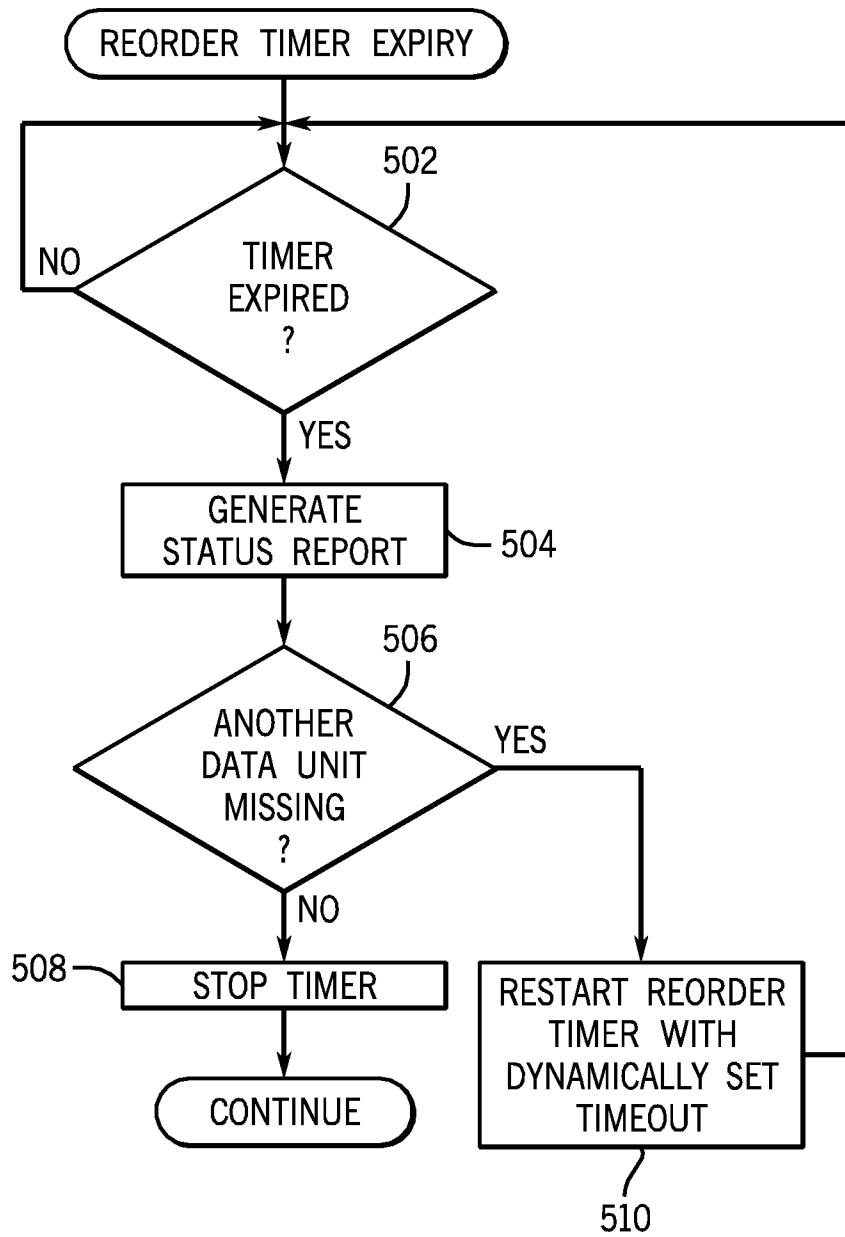 REORDER TIMER EXPIRY
502
TIMER
EXPIRED
?
NO
YES
GENERATE
STATUS REPORT
504
506
ANOTHER
DATA UNIT
MISSING
?
YES
NO
508
STOP TIMER
RESTART REORDER
TIMER WITH
DYNAMICALLY SET
TIMEOUT
CONTINUE
510